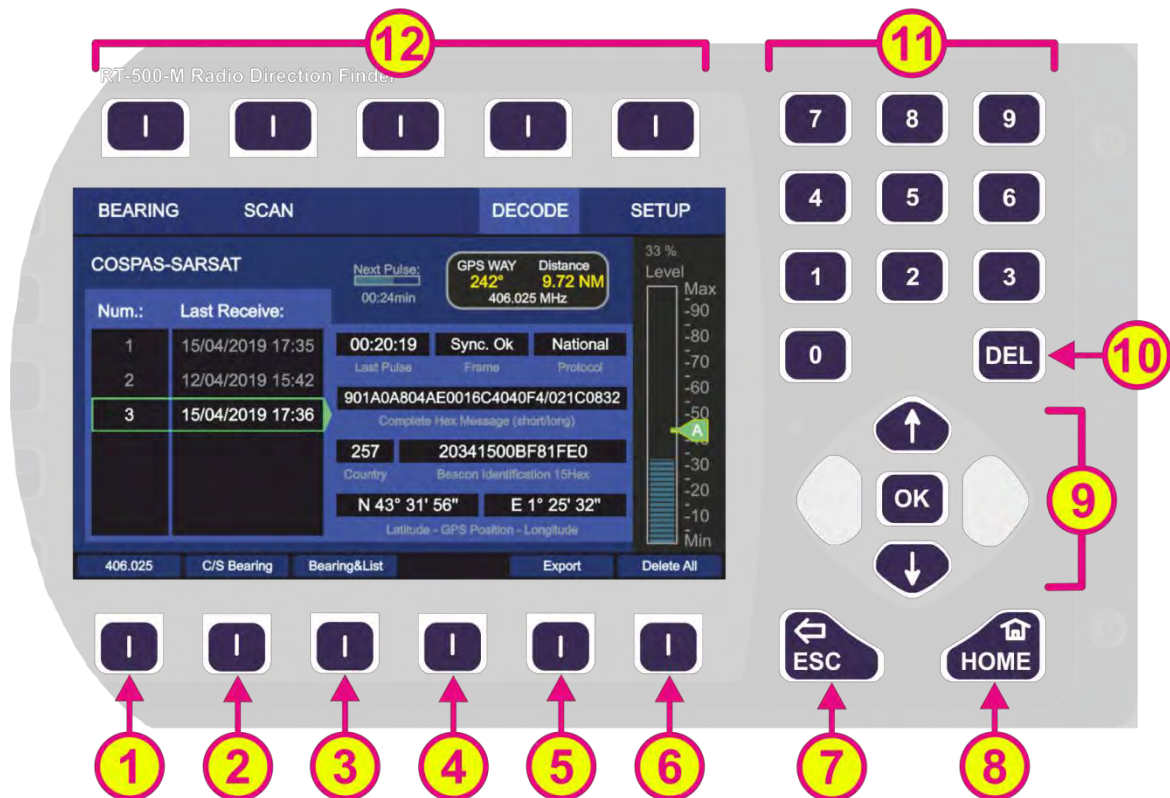 12
11
RT-500-M Radio Direction Finder
7 8 9
4 5 6
1 2 3
0 DEL
10
BEARING SCAN DECODE SETUP
COSPAS-SARSAT
Next Pulse:
00:24min
GPS WAY Distance
242° 9.72 NM
406.025 MHz
33 %
Level
Max
-90
-80
-70
-60
-50
A
-30
-20
-10
Min
Num.: Last Receive:
1 15/04/2019 17:35
2 12/04/2019 15:42
3 15/04/2019 17:36
00:20:19 Sync. Ok National
Last Pulse Frame Protocol
901A0A804AE0016C4040F4/021C0832
Complete Hex Message (short/long)
257 20341500BF81FE0
Country Beacon Identification 15Hex
N 43° 31' 56" E 1° 25' 32"
Latitude - GPS Position - Longitude
406.025 C/S Bearing Bearing&List Export Delete All
OK
9
ESC HOME
1 2 3 4 5 6 7 8